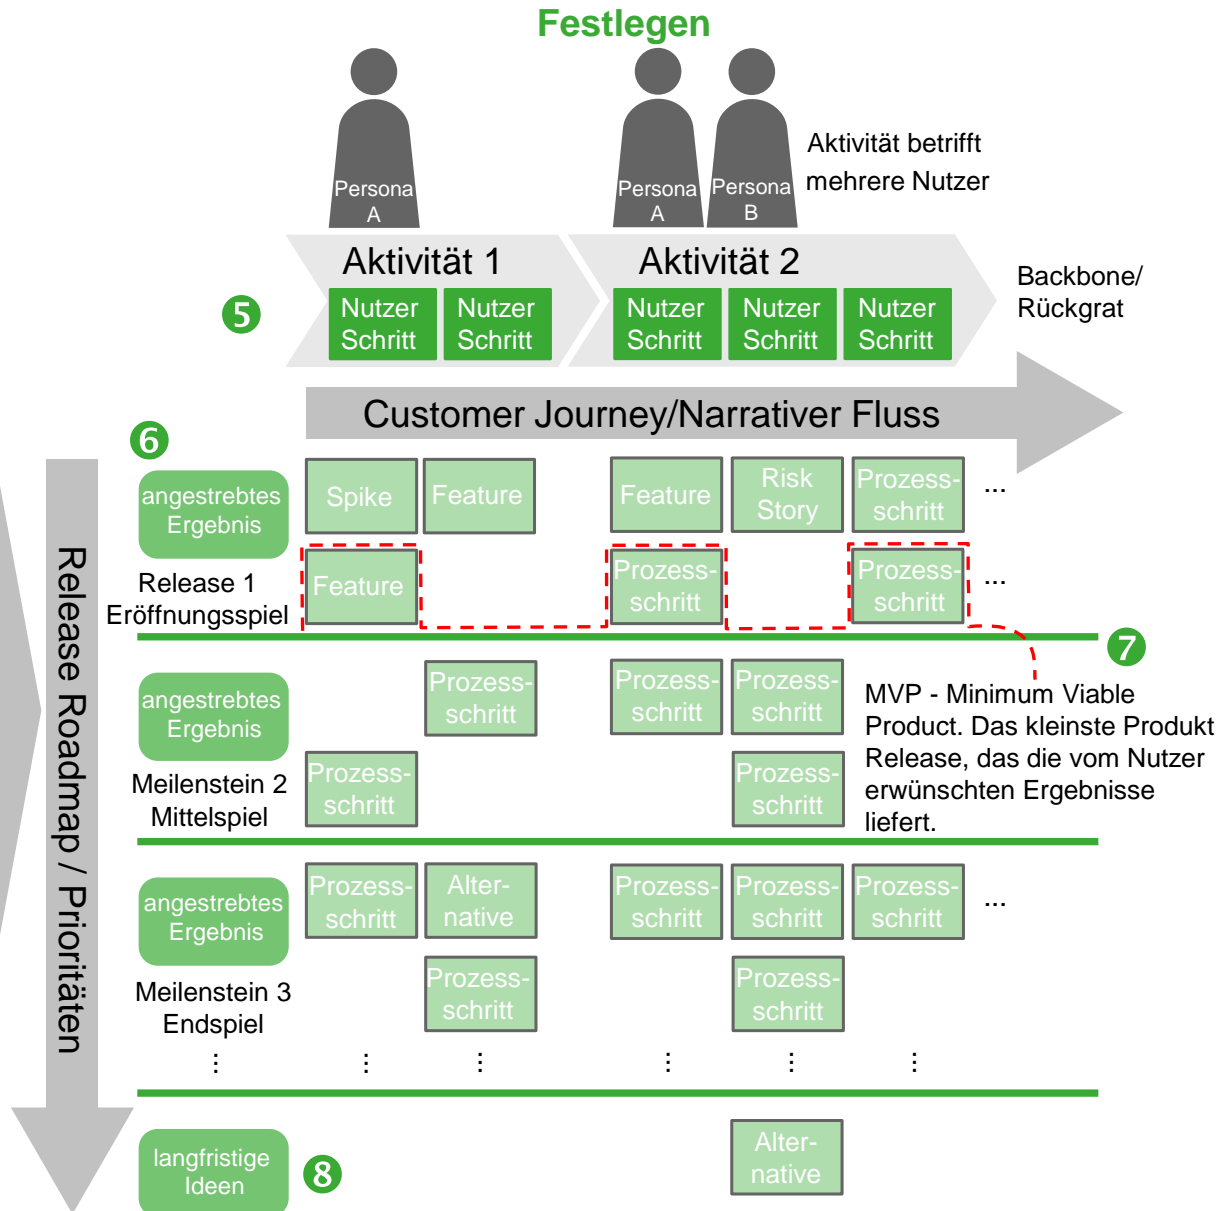 Festlegen
Persona
A
Persona
A
Persona
B
Aktivität betrifft
mehrere Nutzer
Aktivität 1
Aktivität 2
5
Nutzer
Schritt
Nutzer
Schritt
Nutzer
Schritt
Nutzer
Schritt
Nutzer
Schritt
Backbone/
Rückgrat
Customer Journey/Narrativer Fluss
6
Release Roadmap / Prioritäten
angestrebtes
Ergebnis
Spike
Feature
Feature
Risk
Story
Prozess-
schritt
...
Release 1
Eröffnungsspiel
Feature
Prozess-
schritt
Prozess-
schritt
...
7
MVP - Minimum Viable
Product. Das kleinste Produkt
Release, das die vom Nutzer
erwünschten Ergebnisse
liefert.
angestrebtes
Ergebnis
Prozess-
schritt
Prozess-
schritt
Prozess-
schritt
Meilenstein 2
Mittelspiel
Prozess-
schritt
Prozess-
schritt
angestrebtes
Ergebnis
Prozess-
schritt
Alter-
native
Prozess-
schritt
Prozess-
schritt
Prozess-
schritt
...
Meilenstein 3
Endspiel
Prozess-
schritt
Prozess-
schritt
... ... ... ... ... ...
langfristige
Ideen
8
Alter-
native